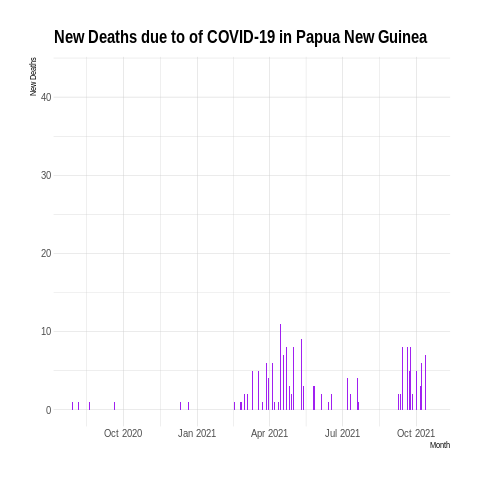 New Deaths due to of COVID-19 in Papua New Guinea
New Deaths
40
30
20
10
0
Oct 2020 Jan 2021 Apr 2021 Jul 2021 Oct 2021
Month